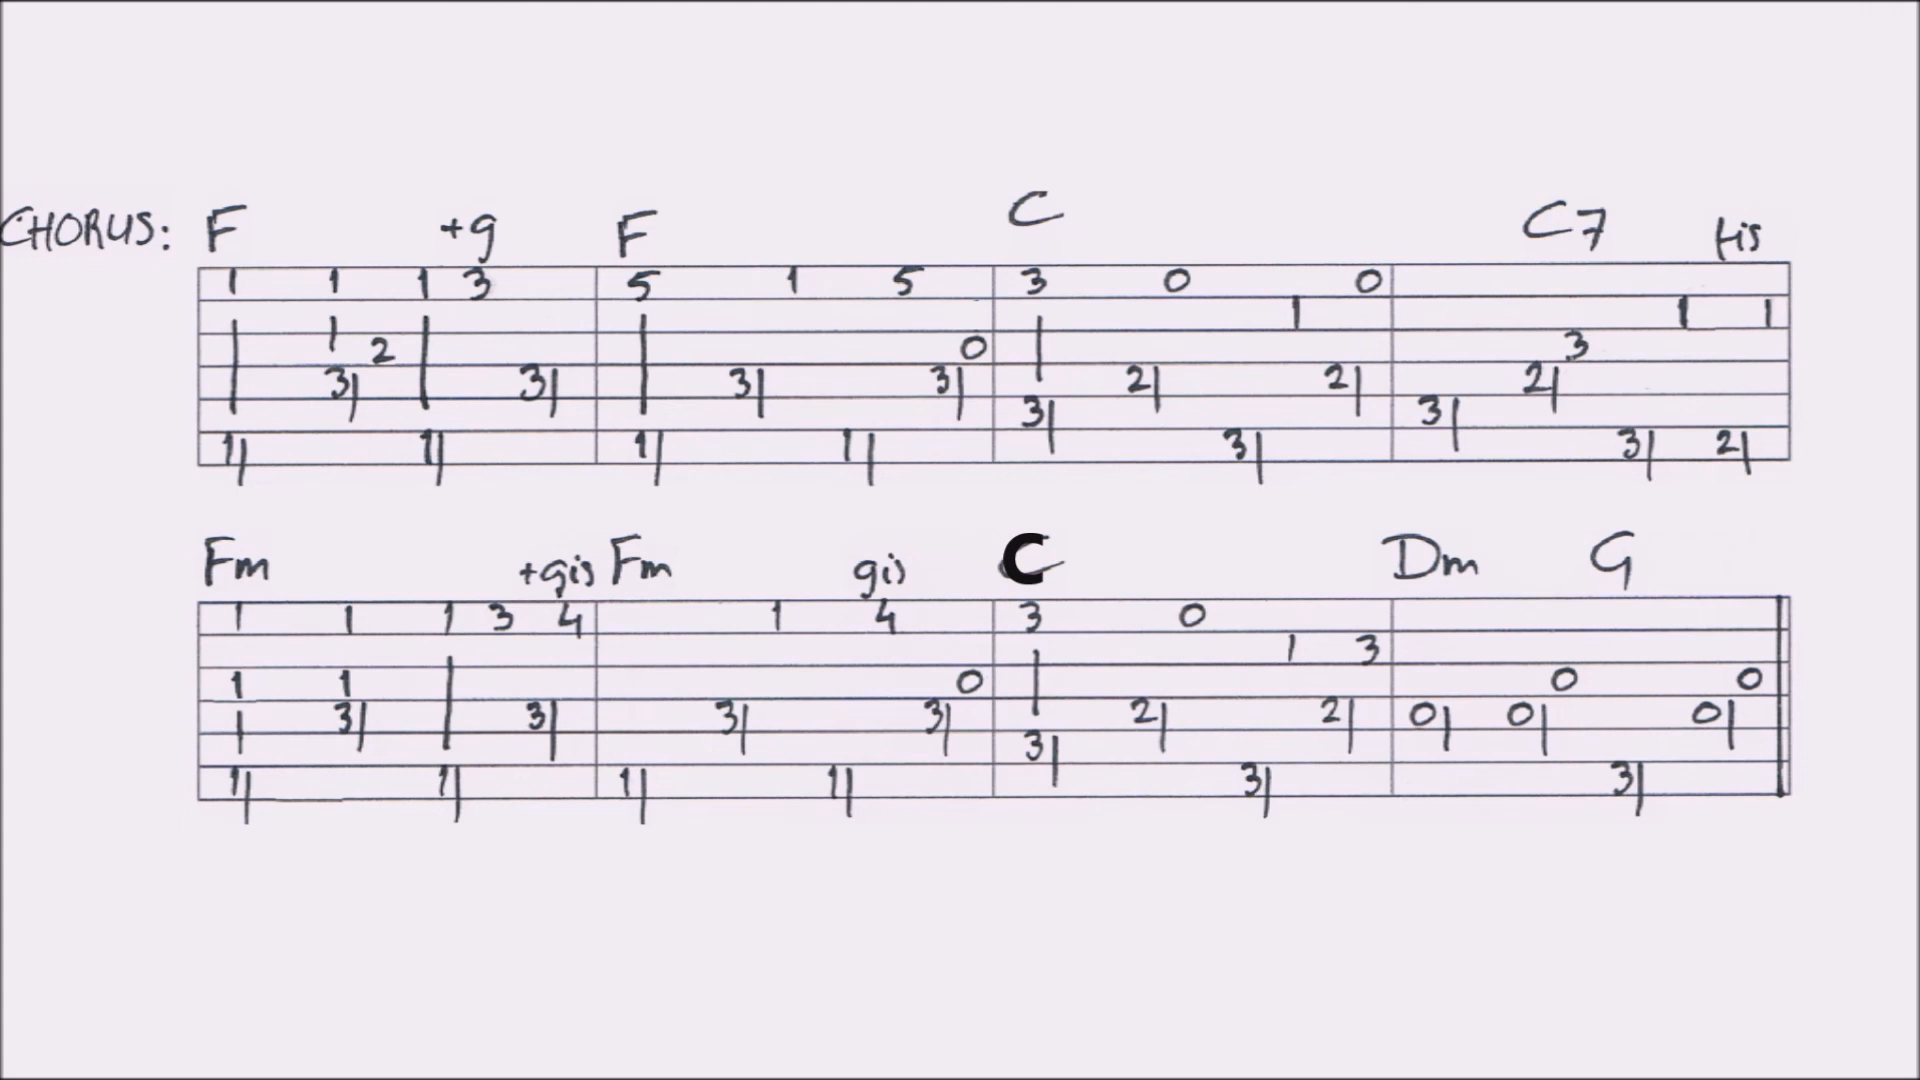 CHORUS: F +g F C C7 fis
1 1 1 3 5 1 5 3 0 0
1 1 1 1
2 0 3
3 3 3 3 2 2 2
3 3
1 1 1 1 3 3 2
Fm +gis Fm gis C Dm G
1 1 1 3 4 1 4 3 0
1 3
1 1 0 0 0
3 3 3 3 2 2 0 0 0
3
1 1 1 1 3 3